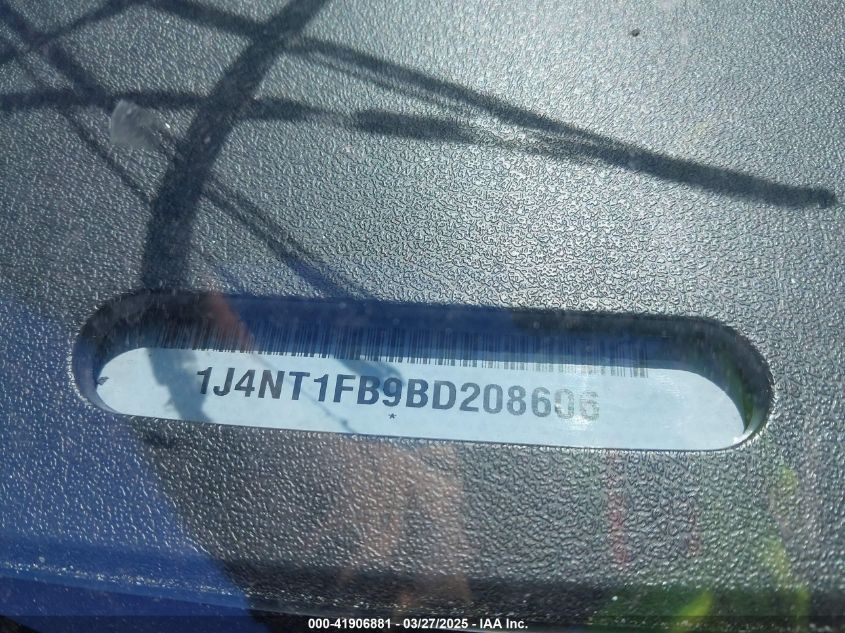 1J4NT1FB9BD208606
*
000-41906881 — 03/27/2025 — IAA Inc.